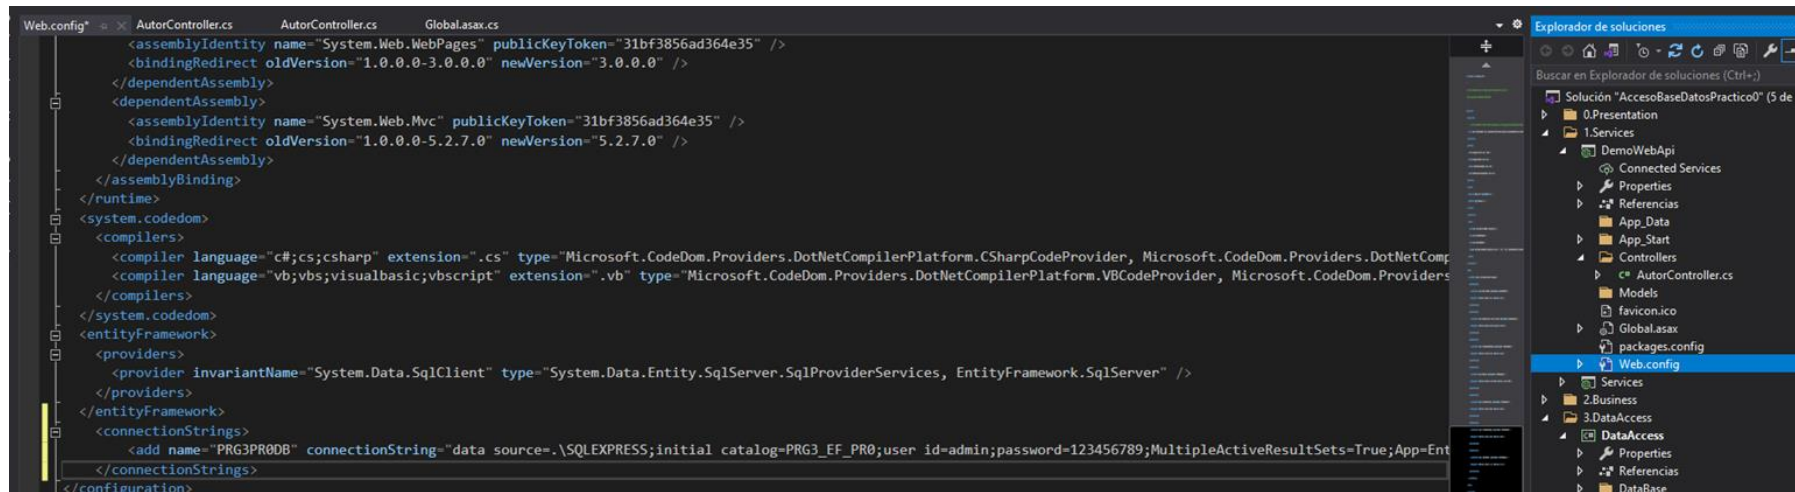 Web.config* AutorController.cs AutorController.cs Global.asax.cs
<assemblyIdentity name="System.Web.WebPages" publicKeyToken="31bf3856ad364e35" />
<bindingRedirect oldVersion="1.0.0.0-3.0.0.0" newVersion="3.0.0.0" />
</dependentAssembly>
<dependentAssembly>
<assemblyIdentity name="System.Web.Mvc" publicKeyToken="31bf3856ad364e35" />
<bindingRedirect oldVersion="1.0.0.0-5.2.7.0" newVersion="5.2.7.0" />
</dependentAssembly>
</assemblyBinding>
</runtime>
<system.codedom>
<compilers>
<compiler language="c#;cs;csharp" extension=".cs" type="Microsoft.CodeDom.Providers.DotNetCompilerPlatform.CSharpCodeProvider, Microsoft.CodeDom.Providers.DotNetComp
<compiler language="vb;vbs;visualbasic;vbscript" extension=".vb" type="Microsoft.CodeDom.Providers.DotNetCompilerPlatform.VBCodeProvider, Microsoft.CodeDom.Providers
</compilers>
</system.codedom>
<entityFramework>
<providers>
<provider invariantName="System.Data.SqlClient" type="System.Data.Entity.SqlServer.SqlProviderServices, EntityFramework.SqlServer" />
</providers>
</entityFramework>
<connectionStrings>
<add name="PRG3PR0DB" connectionString="data source=.\SQLEXPRESS;initial catalog=PRG3_EF_PR0;user id=admin;password=123456789;MultipleActiveResultSets=True;App=Ent
</connectionStrings>
</configuration>
Explorador de soluciones
Buscar en Explorador de soluciones (Ctrl+;)
Solución "AccesoBaseDatosPractico0" (5 de
0.Presentation
1.Services
DemoWebApi
Connected Services
Properties
Referencias
App_Data
App_Start
Controllers
C# AutorController.cs
Models
favicon.ico
Global.asax
packages.config
Web.config
Services
2.Business
3.DataAccess
C# DataAccess
Properties
Referencias
DataBase